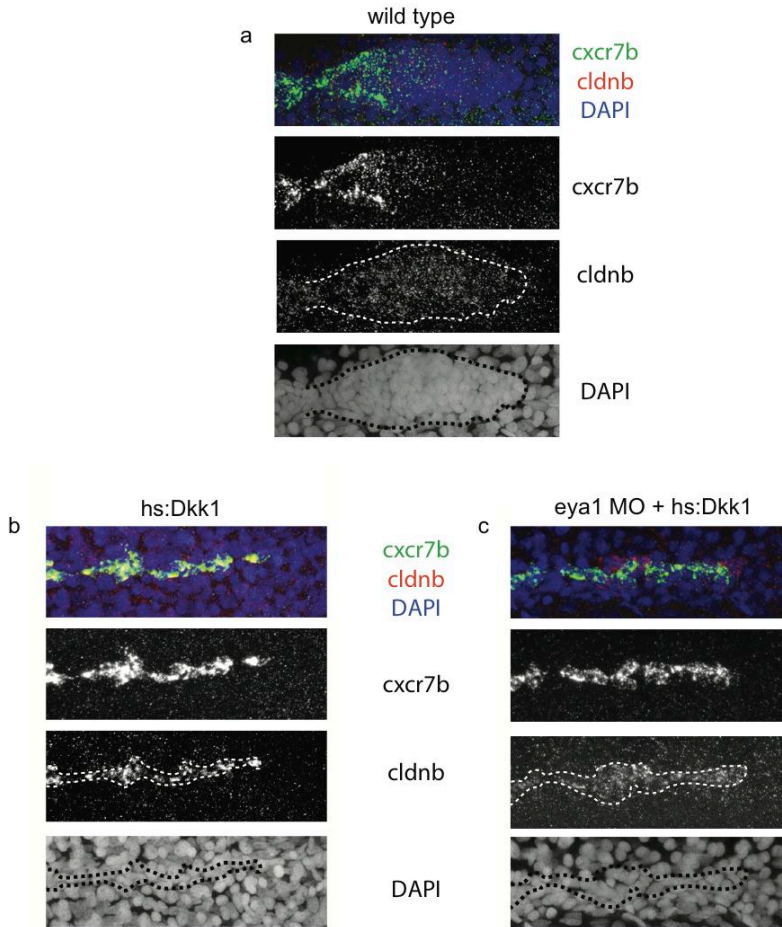 wild type
a
cxcr7b
cldnb
DAPI
cxcr7b
cldnb
DAPI
b
hs:Dkk1
cxcr7b
cldnb
DAPI
cxcr7b
cldnb
DAPI
c
eya1 MO + hs:Dkk1